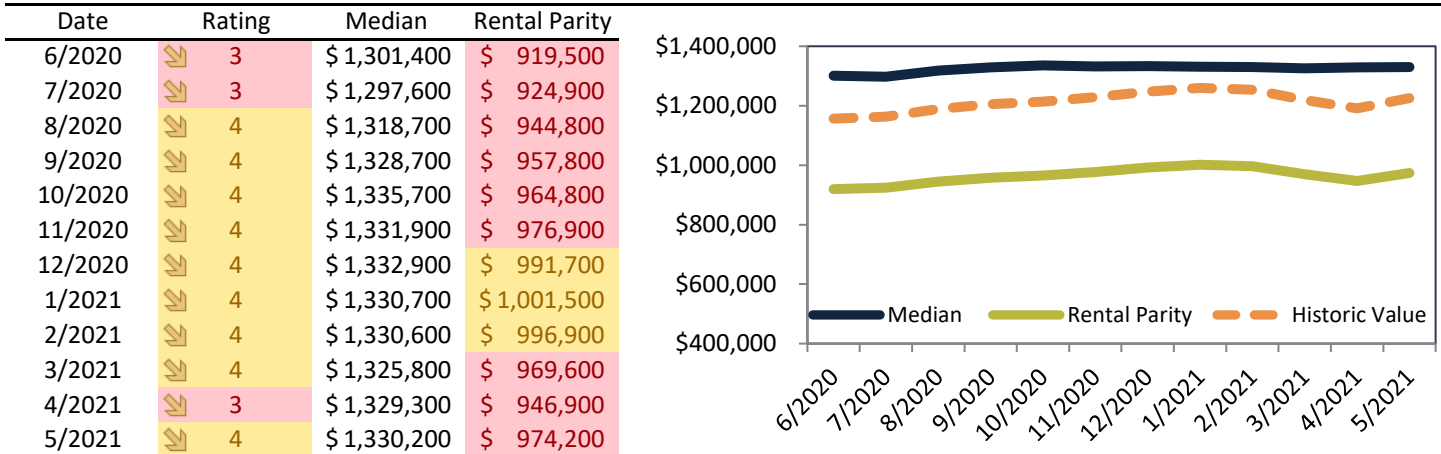 Date Rating Median Rental Parity
6/2020 3 $ 1,301,400 $ 919,500
7/2020 3 $ 1,297,600 $ 924,900
8/2020 4 $ 1,318,700 $ 944,800
9/2020 4 $ 1,328,700 $ 957,800
10/2020 4 $ 1,335,700 $ 964,800
11/2020 4 $ 1,331,900 $ 976,900
12/2020 4 $ 1,332,900 $ 991,700
1/2021 4 $ 1,330,700 $ 1,001,500
2/2021 4 $ 1,330,600 $ 996,900
3/2021 4 $ 1,325,800 $ 969,600
4/2021 3 $ 1,329,300 $ 946,900
5/2021 4 $ 1,330,200 $ 974,200
$1,400,000
$1,200,000
$1,000,000
$800,000
$600,000
$400,000
Median Rental Parity Historic Value
6/2020 7/2020 8/2020 9/2020 10/2020 11/2020 12/2020 1/2021 2/2021 3/2021 4/2021 5/2021